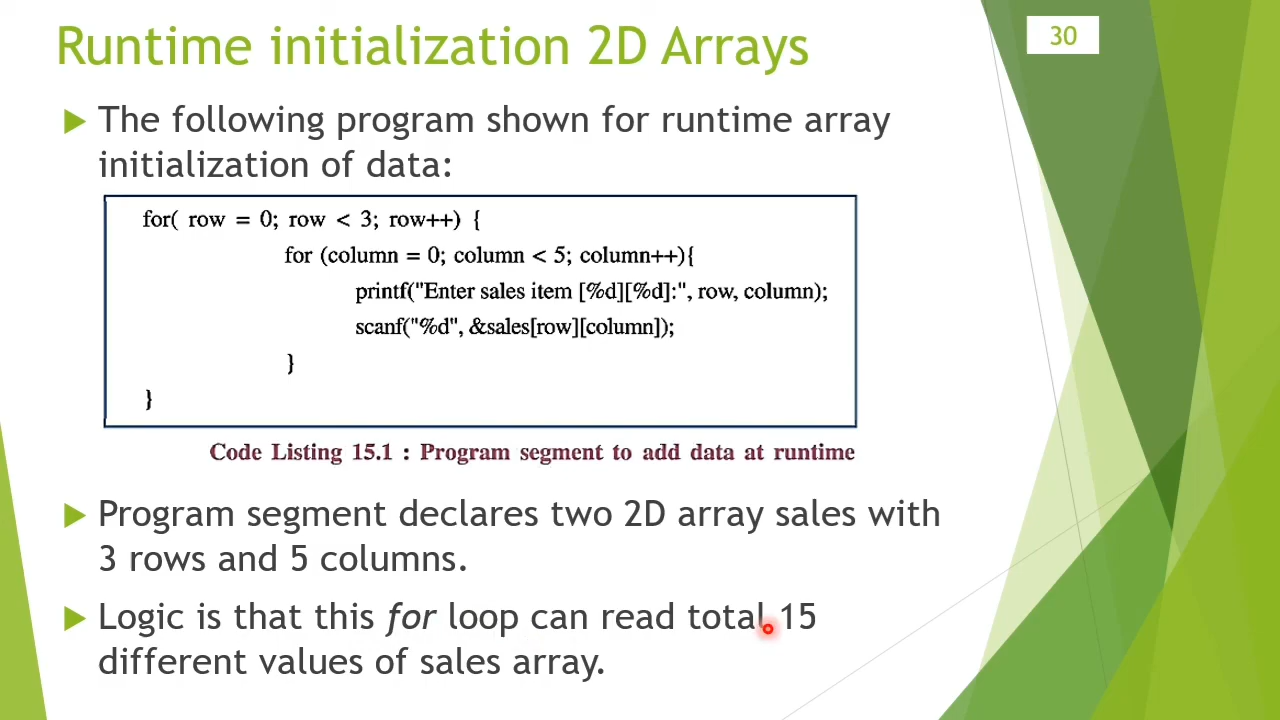 Runtime initialization 2D Arrays
30
The following program shown for runtime array
initialization of data:
for( row = 0; row < 3; row++) {
for (column = 0; column < 5; column++){
printf("Enter sales item [%d][%d]:", row, column);
scanf("%d", &sales[row][column]);
}
}
Code Listing 15.1 : Program segment to add data at runtime
Program segment declares two 2D array sales with
3 rows and 5 columns.
Logic is that this for loop can read total 15
different values of sales array.